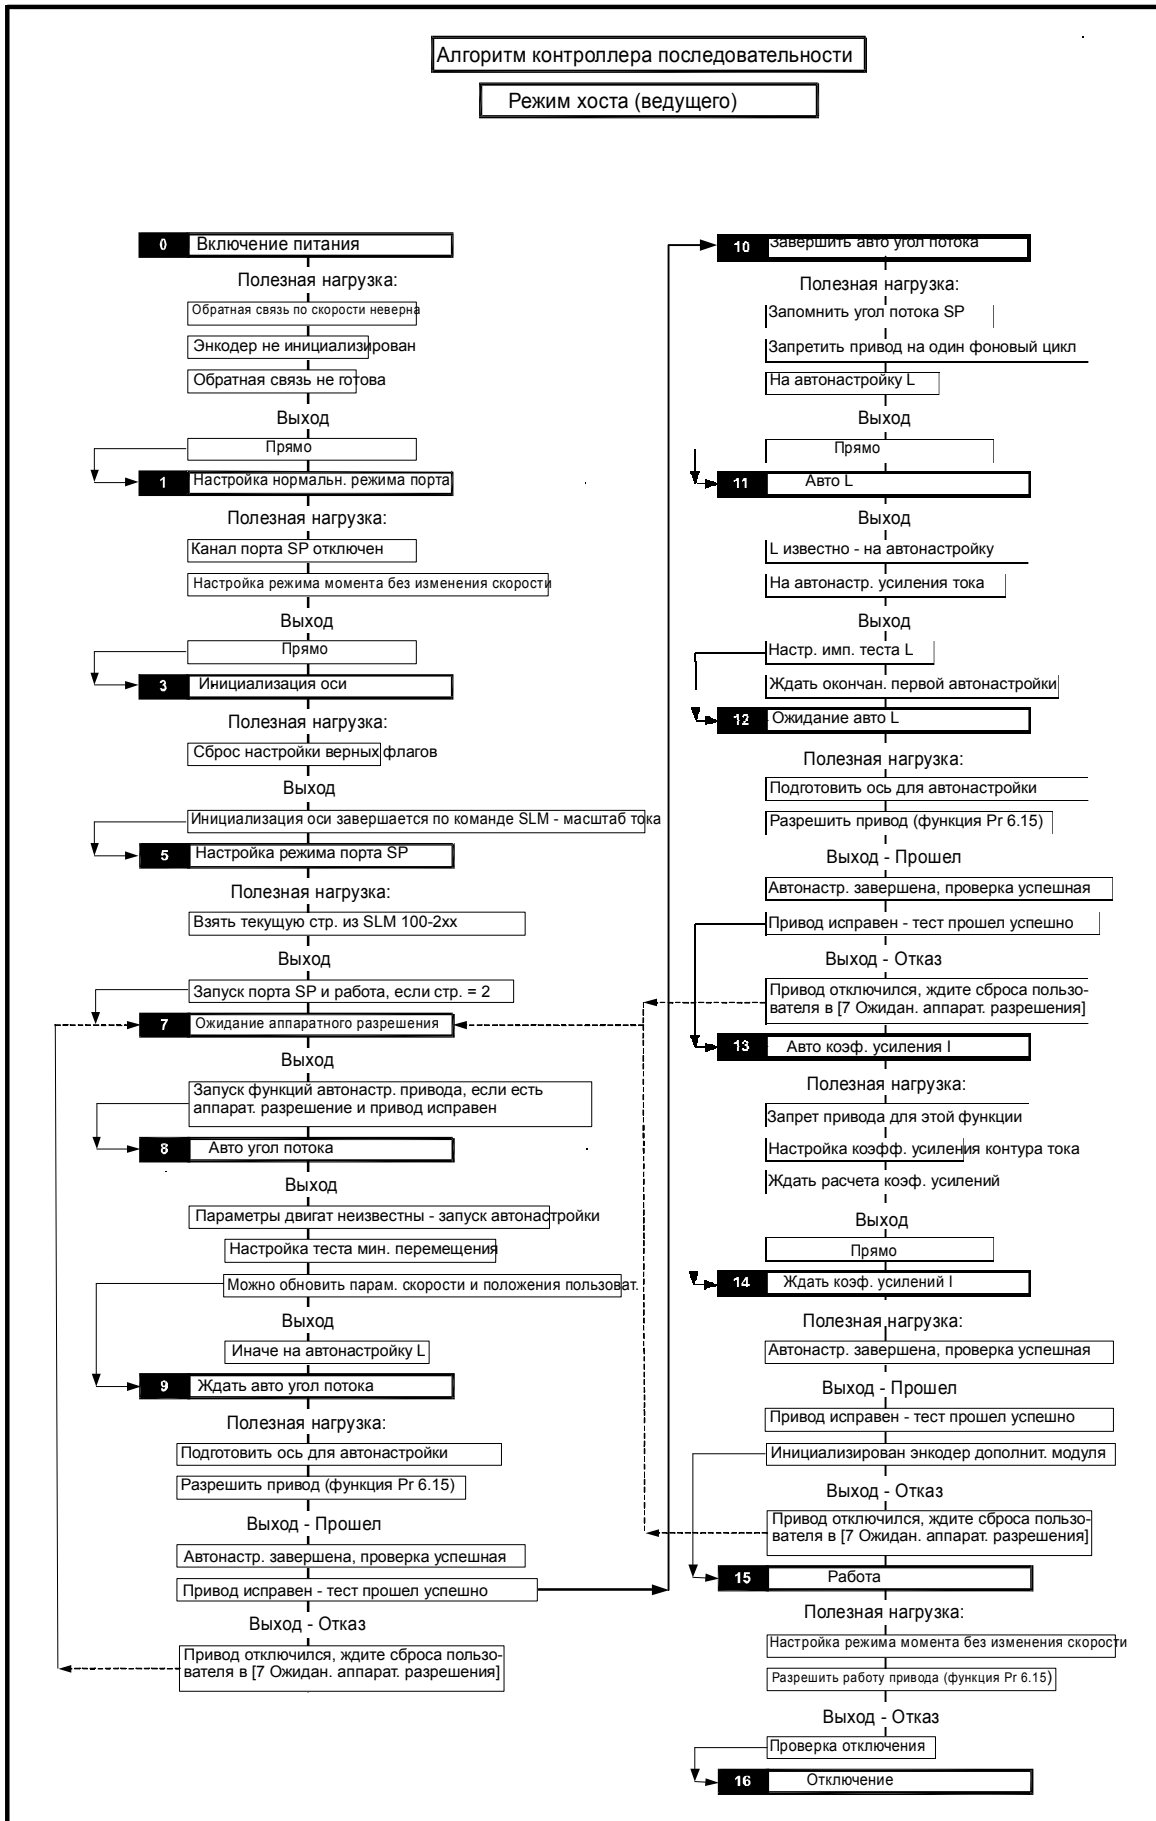 Алгоритм контроллера последовательности
Режим хоста (ведущего)
0 Включение питания
Полезная нагрузка:
Обратная связь по скорости неверна
Энкодер не инициализирован
Обратная связь не готова
Выход
Прямо
1 Настройка нормальн. режима порта
Полезная нагрузка:
Канал порта SP отключен
Настройка режима момента без изменения скорости
Выход
Прямо
3 Инициализация оси
Полезная нагрузка:
Сброс настройки верных флагов
Выход
Инициализация оси завершается по команде SLM - масштаб тока
5 Настройка режима порта SP
Полезная нагрузка:
Взять текущую стр. из SLM 100-2xx
Выход
Запуск порта SP и работа, если стр. = 2
7 Ожидание аппаратного разрешения
Выход
Запуск функций автонастр. привода, если есть
аппарат. разрешение и привод исправен
8 Авто угол потока
Выход
Параметры двигат неизвестны - запуск автонастройки
Настройка теста мин. перемещения
Можно обновить парам. скорости и положения пользоват.
Выход
Иначе на автонастройку L
9 Ждать авто угол потока
Полезная нагрузка:
Подготовить ось для автонастройки
Разрешить привод (функция Pr 6.15)
Выход - Прошел
Автонастр. завершена, проверка успешная
Привод исправен - тест прошел успешно
Выход - Отказ
Привод отключился, ждите сброса пользо-
вателя в [7 Ожидан. аппарат. разрешения]
10 Завершить авто угол потока
Полезная нагрузка:
Запомнить угол потока SP
Запретить привод на один фоновый цикл
На автонастройку L
Выход
Прямо
11 Авто L
Выход
L известно - на автонастройку
На автонастр. усиления тока
Выход
Настр. имп. теста L
Ждать окончан. первой автонастройки
12 Ожидание авто L
Полезная нагрузка:
Подготовить ось для автонастройки
Разрешить привод (функция Pr 6.15)
Выход - Прошел
Автонастр. завершена, проверка успешная
Привод исправен - тест прошел успешно
Выход - Отказ
Привод отключился, ждите сброса пользо-
вателя в [7 Ожидан. аппарат. разрешения]
13 Авто коэф. усиления I
Полезная нагрузка:
Запрет привода для этой функции
Настройка коэфф. усиления контура тока
Ждать расчета коэф. усилений
Выход
Прямо
14 Ждать коэф. усилений I
Полезная нагрузка:
Автонастр. завершена, проверка успешная
Выход - Прошел
Привод исправен - тест прошел успешно
Инициализирован энкодер дополнит. модуля
Выход - Отказ
Привод отключился, ждите сброса пользо-
вателя в [7 Ожидан. аппарат. разрешения]
15 Работа
Полезная нагрузка:
Настройка режима момента без изменения скорости
Разрешить работу привода (функция Pr 6.15)
Выход - Отказ
Проверка отключения
16 Отключение